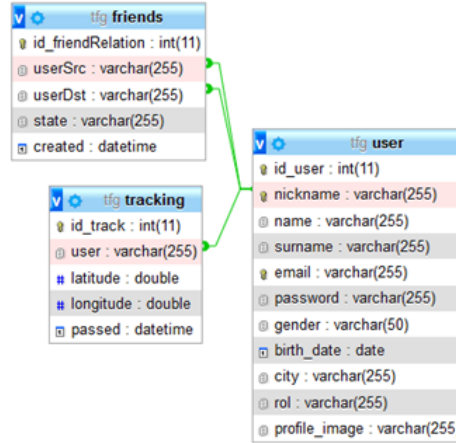 v tfg friends
id_friendRelation : int(11)
userSrc : varchar(255)
userDst : varchar(255)
state : varchar(255)
created : datetime
v tfg tracking
id_track : int(11)
user : varchar(255)
# latitude : double
# longitude : double
passed : datetime
v tfg user
id_user : int(11)
nickname : varchar(255)
name : varchar(255)
surname : varchar(255)
email : varchar(255)
password : varchar(255)
gender : varchar(50)
birth_date : date
city : varchar(255)
rol : varchar(255)
profile_image : varchar(255